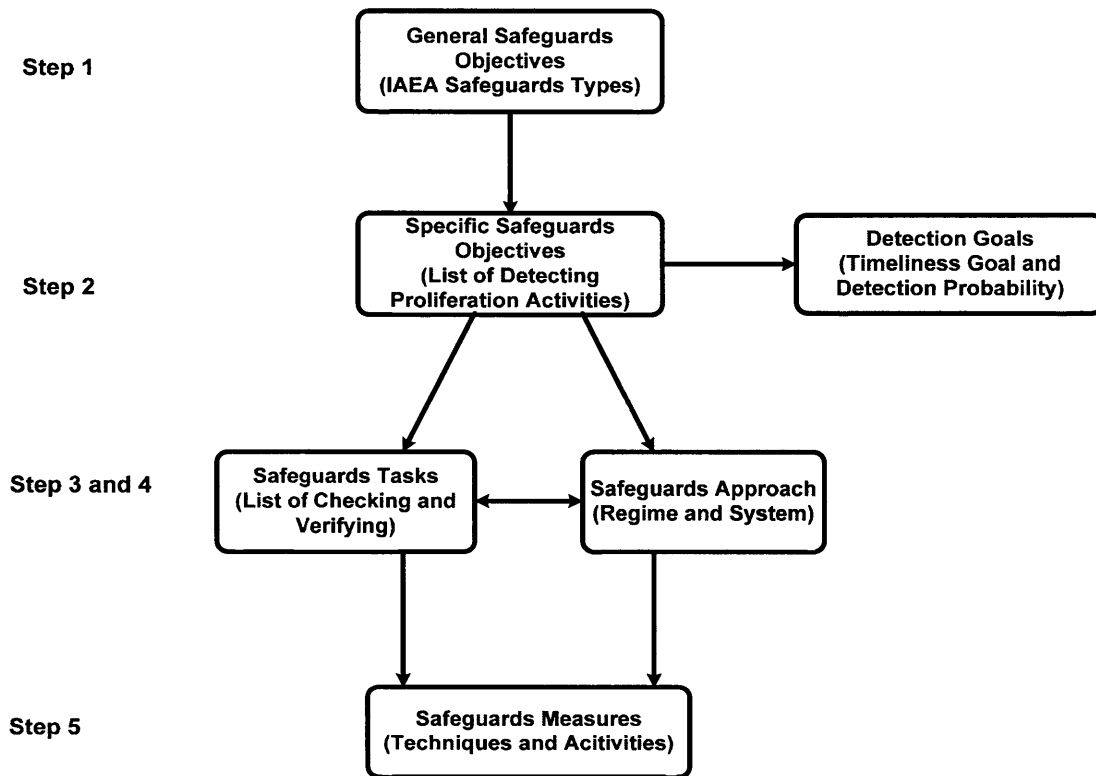 Step 1
General Safeguards
Objectives
(IAEA Safeguards Types)
Step 2
Specific Safeguards
Objectives
(List of Detecting
Proliferation Activities)
Detection Goals
(Timeliness Goal and
Detection Probability)
Step 3 and 4
Safeguards Tasks
(List of Checking and
Verifying)
Safeguards Approach
(Regime and System)
Step 5
Safeguards Measures
(Techniques and Acitivities)